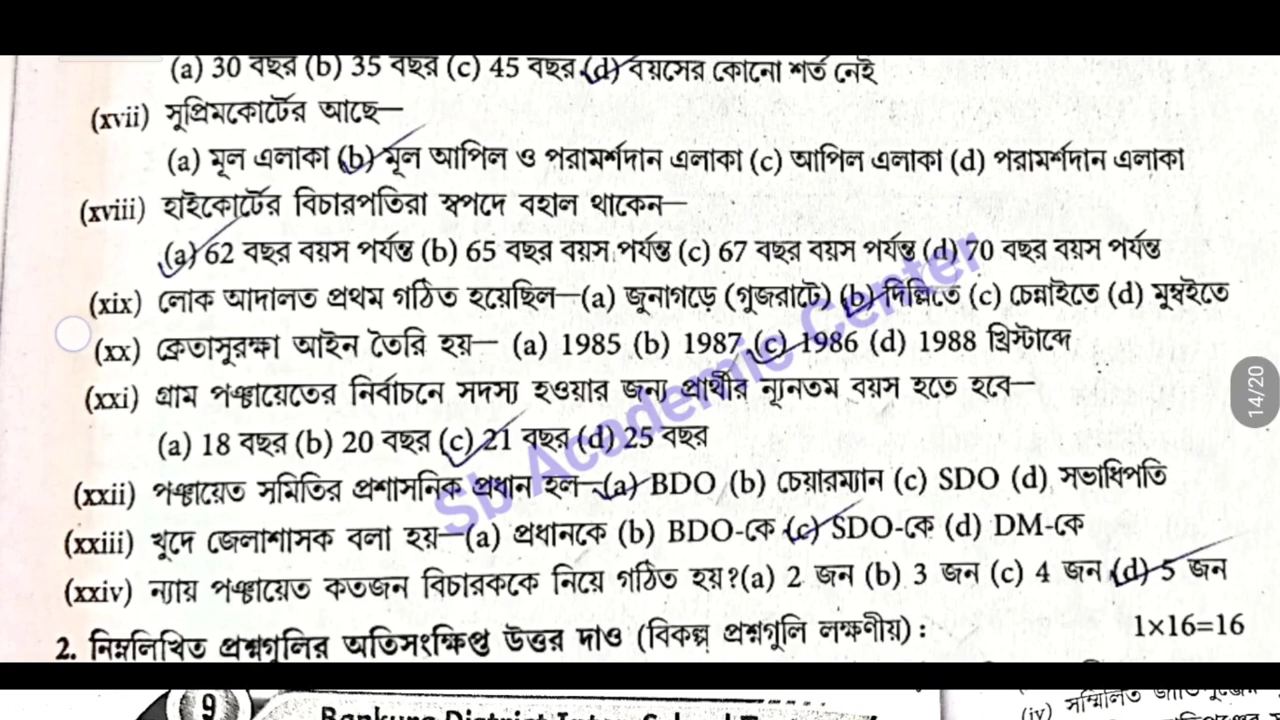 (a) 30 বছর (b) 35 বছর (c) 45 বছর (d) বয়সের কোনো শর্ত নেই
(xvii) সুপ্রিমকোর্টের আছে—
(a) মূল এলাকা (b) মূল আপিল ও পরামর্শদান এলাকা (c) আপিল এলাকা (d) পরামর্শদান এলাকা
(xviii) হাইকোর্টের বিচারপতিরা স্বপদে বহাল থাকেন—
(a) 62 বছর বয়স পর্যন্ত (b) 65 বছর বয়স পর্যন্ত (c) 67 বছর বয়স পর্যন্ত (d) 70 বছর বয়স পর্যন্ত
(xix) লোক আদালত প্রথম গঠিত হয়েছিল—(a) জুনাগড়ে (গুজরাটে) (b) দিল্লিতে (c) চেন্নাইতে (d) মুম্বইতে
(xx) ক্রেতাসুরক্ষা আইন তৈরি হয়— (a) 1985 (b) 1987 (c) 1986 (d) 1988 খ্রিস্টাব্দে
(xxi) গ্রাম পঞ্চায়েতের নির্বাচনে সদস্য হওয়ার জন্য প্রার্থীর ন্যূনতম বয়স হতে হবে—
(a) 18 বছর (b) 20 বছর (c) 21 বছর (d) 25 বছর
(xxii) পঞ্চায়েত সমিতির প্রশাসনিক প্রধান হল—(a) BDO (b) চেয়ারম্যান (c) SDO (d) সভাধিপতি
(xxiii) খুদে জেলাশাসক বলা হয়—(a) প্রধানকে (b) BDO-কে (c) SDO-কে (d) DM-কে
(xxiv) ন্যায় পঞ্চায়েত কতজন বিচারককে নিয়ে গঠিত হয়? (a) 2 জন (b) 3 জন (c) 4 জন (d) 5 জন
2. নিম্নলিখিত প্রশ্নগুলির অতিসংক্ষিপ্ত উত্তর দাও (বিকল্প প্রশ্নগুলি লক্ষণীয়) : 1×16=16
Sb Academic Center
14/20
9
Bankura District
(iv) সম্মিলিত